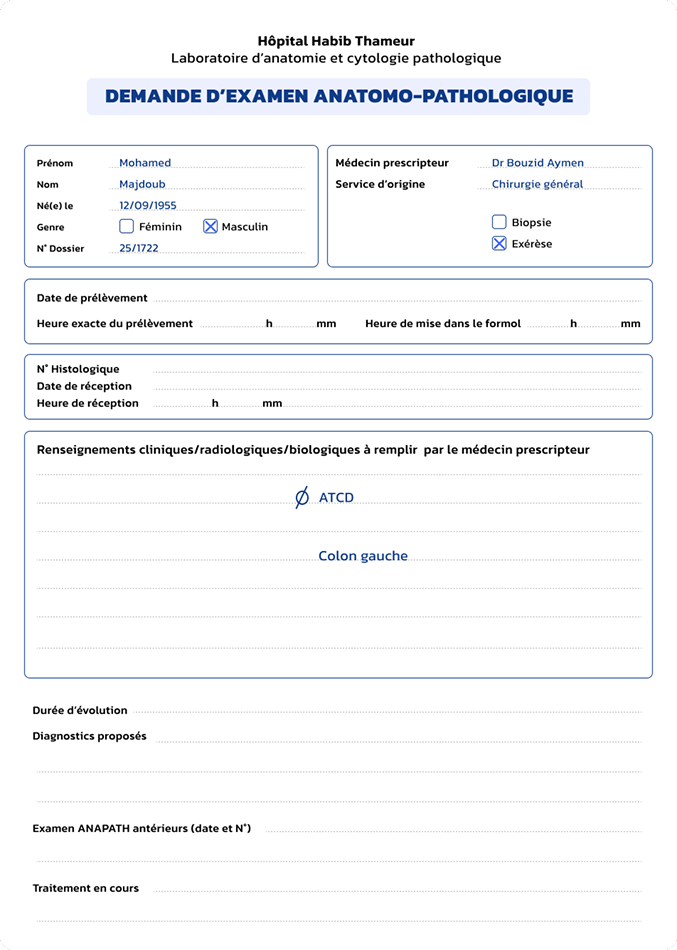 Hôpital Habib Thameur
Laboratoire d'anatomie et cytologie pathologique
DEMANDE D'EXAMEN ANATOMO-PATHOLOGIQUE
Prénom Mohamed
Nom Majdoub
Né(e) le 12/09/1955
Genre Féminin Masculin
N° Dossier 25/1722
Médecin prescripteur Dr Bouzid Aymen
Service d'origine Chirurgie général
Biopsie
Exérèse
Date de prélèvement
Heure exacte du prélèvement h mm Heure de mise dans le formol h mm
N° Histologique
Date de réception
Heure de réception h mm
Renseignements cliniques/radiologiques/biologiques à remplir par le médecin prescripteur
∅ ATCD
Colon gauche
Durée d'évolution
Diagnostics proposés
Examen ANAPATH antérieurs (date et N°)
Traitement en cours